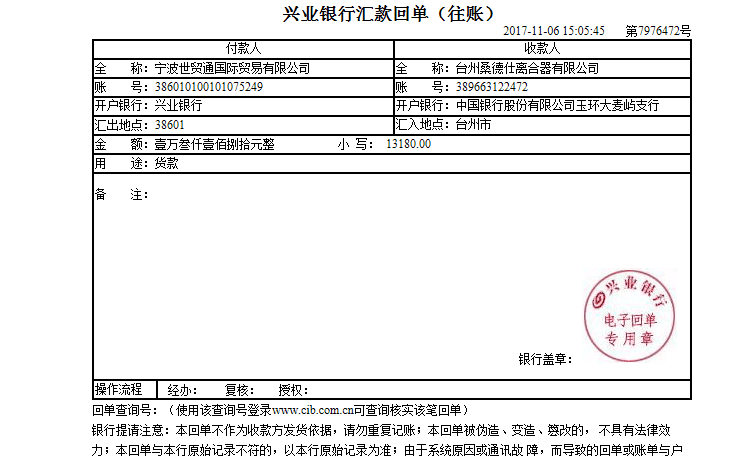 兴业银行汇款回单（往账）
2017-11-06 15:05:45 第7976472号
付款人 收款人
全 称：宁波世贸通国际贸易有限公司 全 称：台州桑德仕离合器有限公司
账 号：386010100101075249 账 号：389663122472
开户银行：兴业银行 开户银行：中国银行股份有限公司玉环大麦屿支行
汇出地点：38601 汇入地点：台州市
金 额：壹万叁仟壹佰捌拾元整 小 写： 13180.00
用 途：货款
备 注：
兴业银行
电子回单
专用章
银行盖章：
操作流程 经办： 复核： 授权：
回单查询号：（使用该查询号登录www.cib.com.cn可查询核实该笔回单）
银行提请注意：本回单不作为收款方发货依据，请勿重复记账；本回单被伪造、变造、篡改的，不具有法律效
力；本回单与本行原始记录不符的，以本行原始记录为准；由于系统原因或通讯故 障，而导致的回单或账单与户